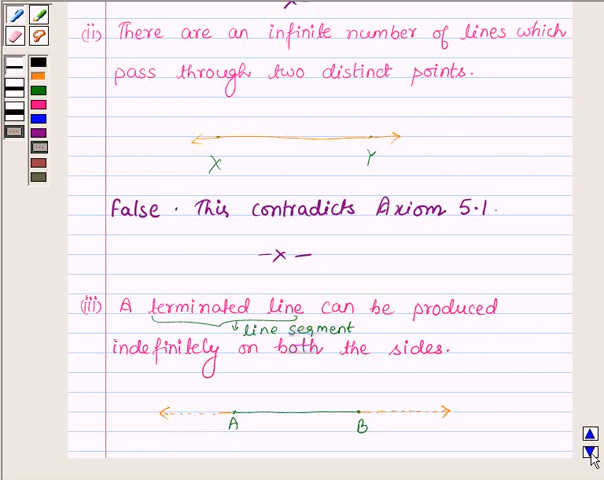 (ii) There are an infinite number of lines which
pass through two distinct points.
X Y
False. This contradicts Axiom 5.1.
-x-
(iii) A terminated line can be produced
line segment
indefinitely on both the sides.
A B